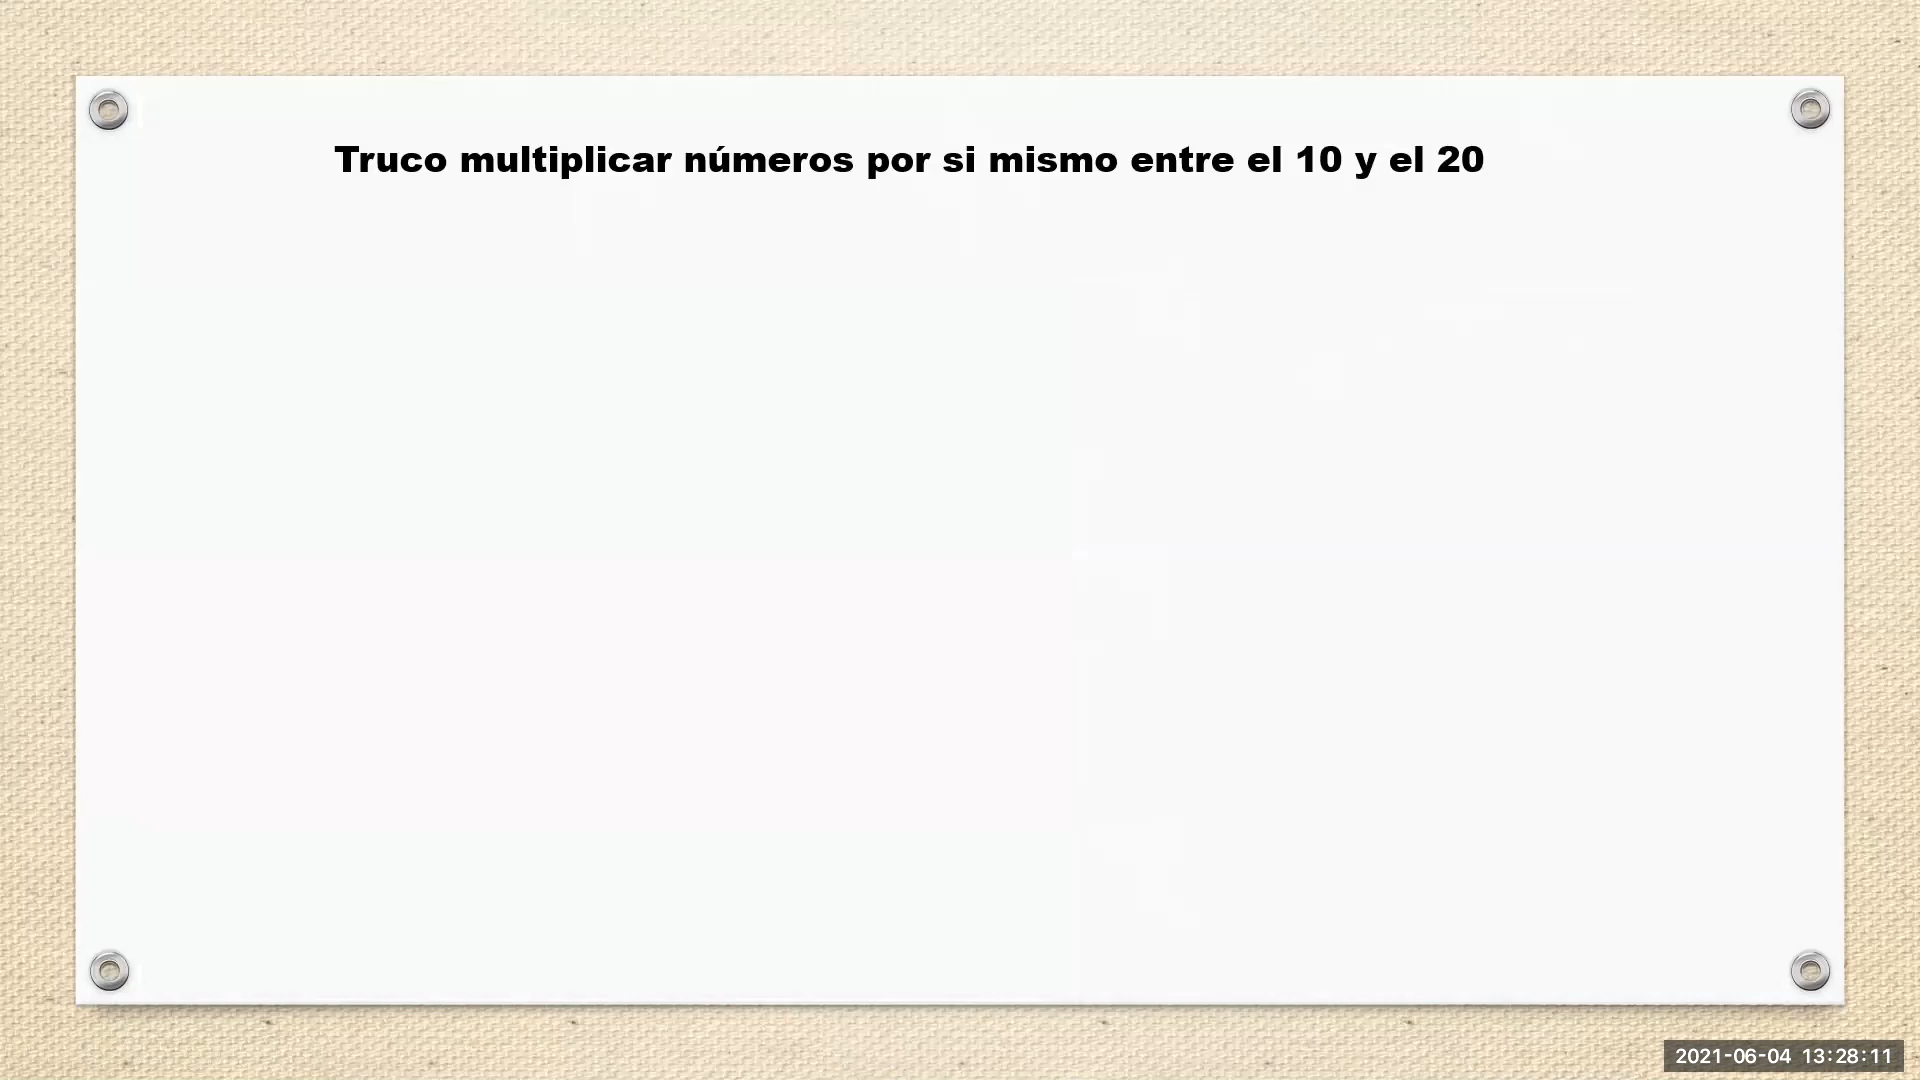 Truco multiplicar números por si mismo entre el 10 y el 20
2021-06-04 13:28:11